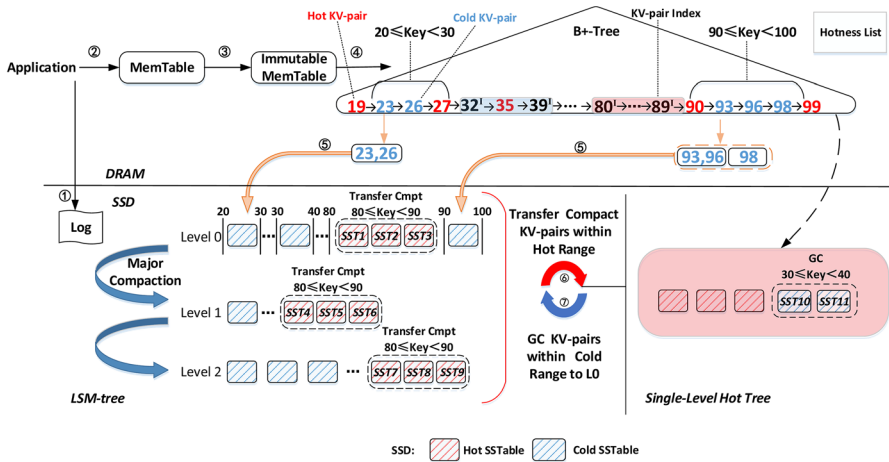 Hot KV-pair
Cold KV-pair
20≤Key<30
B+-Tree
KV-pair Index
90≤Key<100
Hotness List
②
③
④
Application
MemTable
Immutable
MemTable
19→23→26→27→32ᴵ→35→39ᴵ→···→80ᴵ→···→89ᴵ→90→93→96→98→99
⑤
23,26
⑤
93,96
98
DRAM
①
SSD
Log
Transfer Cmpt
80≤Key<90
20
30
30
40
80
90
100
Level 0
···
···
SST1
SST2
SST3
Major
Compaction
Transfer Cmpt
80≤Key<90
Level 1
···
SST4
SST5
SST6
Transfer Cmpt
80≤Key<90
Level 2
···
SST7
SST8
SST9
LSM-tree
Transfer Compact
KV-pairs within
Hot Range
⑥
⑦
GC KV-pairs
within Cold
Range to L0
GC
30≤Key<40
SST10
SST11
Single-Level Hot Tree
SSD:
Hot SSTable
Cold SSTable